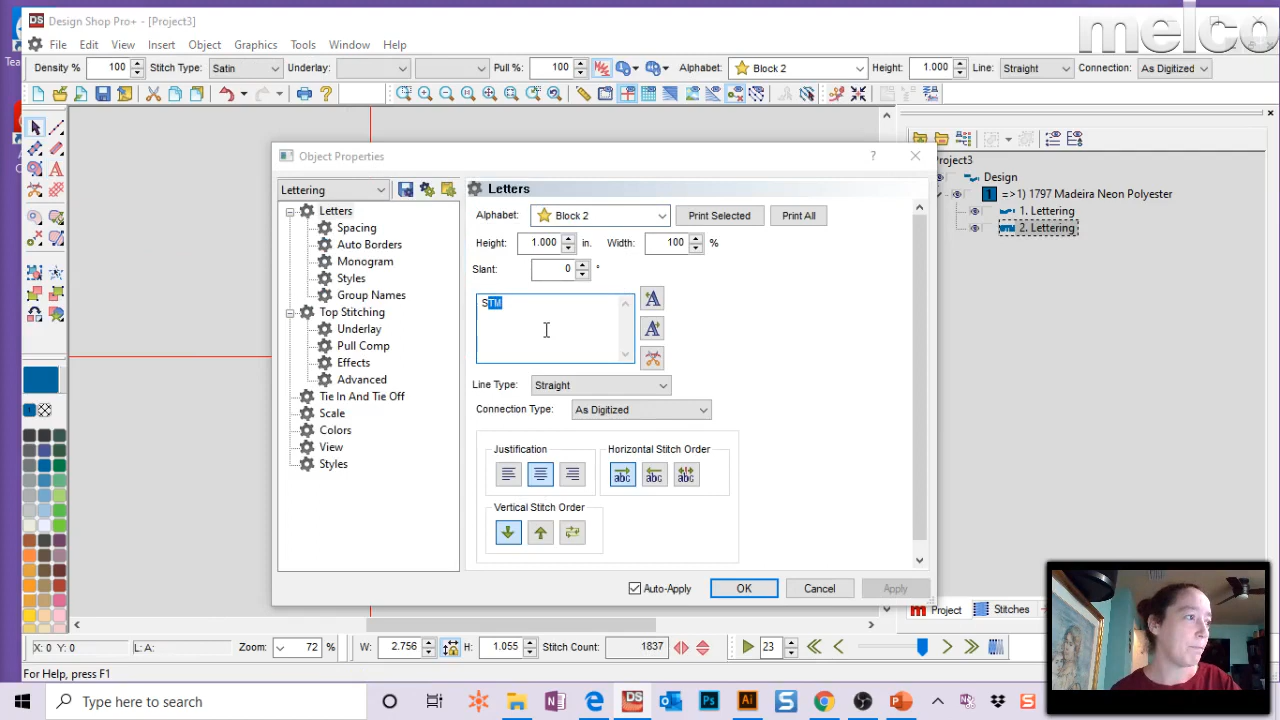 DS Design Shop Pro+ - [Project3]
melco
File Edit View Insert Object Graphics Tools Window Help
Density % 100 Stitch Type: Satin Underlay: Pull %: 100 Alphabet: Block 2 Height: 1.000 Line: Straight Connection: As Digitized
Object Properties ?
Project3
Lettering
Letters
Design
Letters
Alphabet: Block 2 Print Selected Print All
=>1) 1797 Madeira Neon Polyester
Spacing
Height: 1.000 in. Width: 100 %
1. Lettering
Auto Borders
2. Lettering
Monogram
Slant: 0 °
Styles
Group Names
STM
Top Stitching
Underlay
Pull Comp
Effects
Advanced
Line Type: Straight
Tie In And Tie Off
Connection Type: As Digitized
Scale
Colors
View
Justification Horizontal Stitch Order
Styles
abc abc abc
Vertical Stitch Order
Auto-Apply OK Cancel Apply
Project Stitches
X: 0 Y: 0 L: A: Zoom: 72 % W: 2.756 H: 1.055 Stitch Count: 1837 23
For Help, press F1
Type here to search